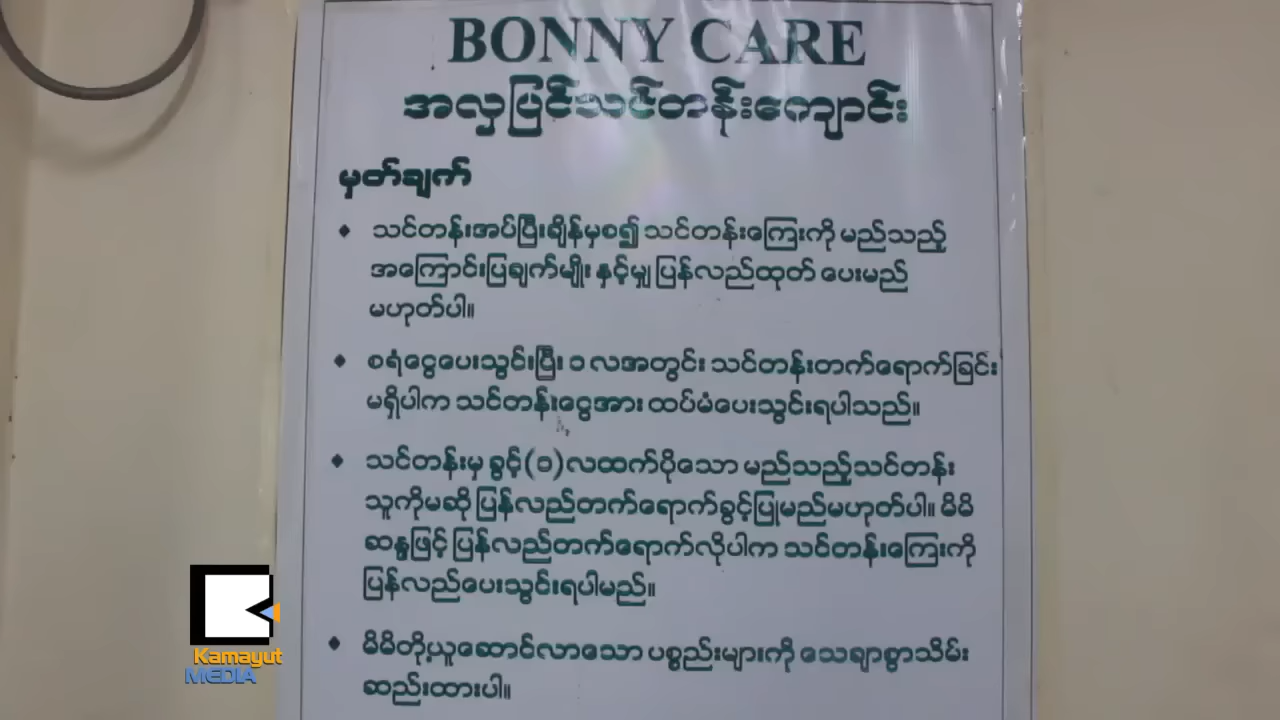 BONNY CARE
အလှပြင်သင်တန်းကျောင်း
မှတ်ချက်
◆ သင်တန်းအပ်ပြီးချိန်မှစ၍ သင်တန်းကြေးကို မည်သည့်
အကြောင်းပြချက်မျိုး နှင့်မျှ ပြန်လည်ထုတ် ပေးမည်
မဟုတ်ပါ။
◆ စရံငွေပေးသွင်းပြီး ၁ လအတွင်း သင်တန်းတက်ရောက်ခြင်း
မရှိပါက သင်တန်းငွေအား ထပ်မံပေးသွင်းရပါသည်။
◆ သင်တန်းမှ ခွင့်(၁)လထက်ပိုသော မည်သည့်သင်တန်း
သူကိုမဆို ပြန်လည်တက်ရောက်ခွင့်ပြုမည်မဟုတ်ပါ။ မိမိ
ဆန္ဒဖြင့် ပြန်လည်တက်ရောက်လိုပါက သင်တန်းကြေးကို
ပြန်လည်ပေးသွင်းရပါမည်။
◆ မိမိတို့ယူဆောင်လာသော ပစ္စည်းများကို သေချာစွာသိမ်း
ဆည်းထားပါ။
Kamayut
MEDIA